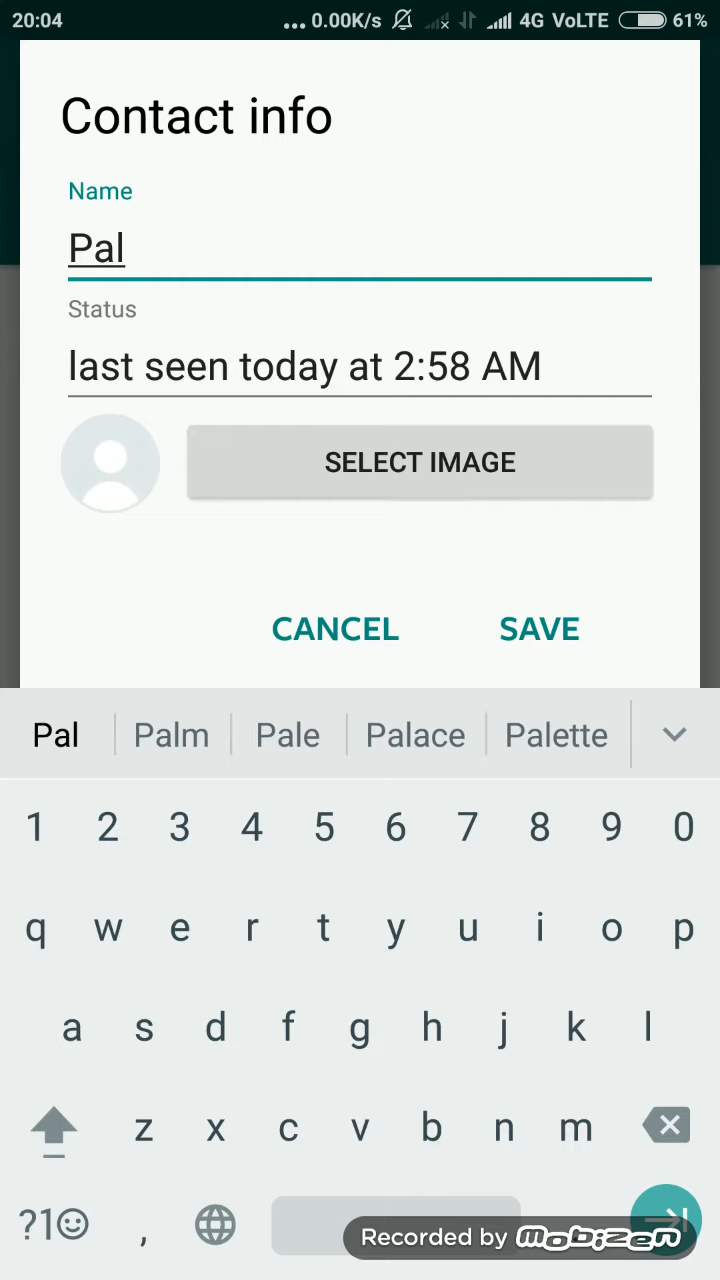 20:04 ... 0.00K/s 4G VoLTE 61%
Contact info
Name
Pal
Status
last seen today at 2:58 AM
SELECT IMAGE
CANCEL SAVE
Pal Palm Pale Palace Palette
1 2 3 4 5 6 7 8 9 0
q w e r t y u i o p
a s d f g h j k l
z x c v b n m
?1☺ ,
Recorded by mobizen